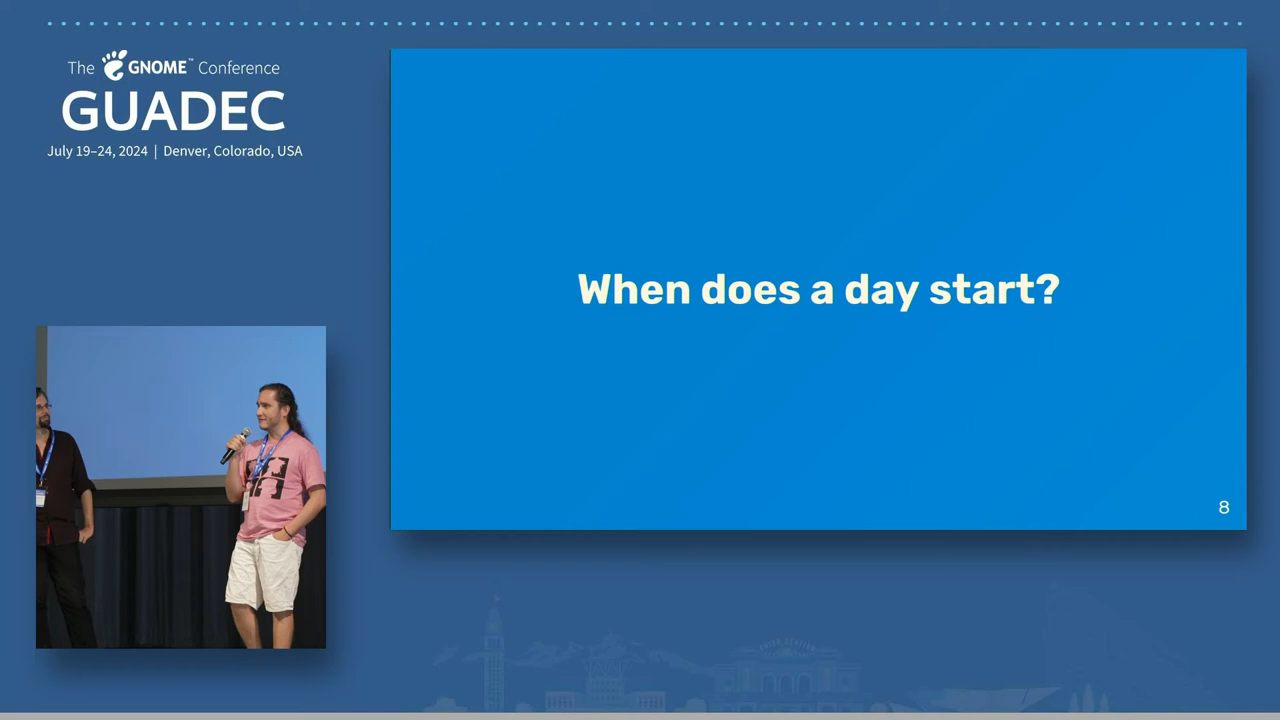 The GNOME™ Conference
GUADEC
July 19–24, 2024 | Denver, Colorado, USA
When does a day start?
8